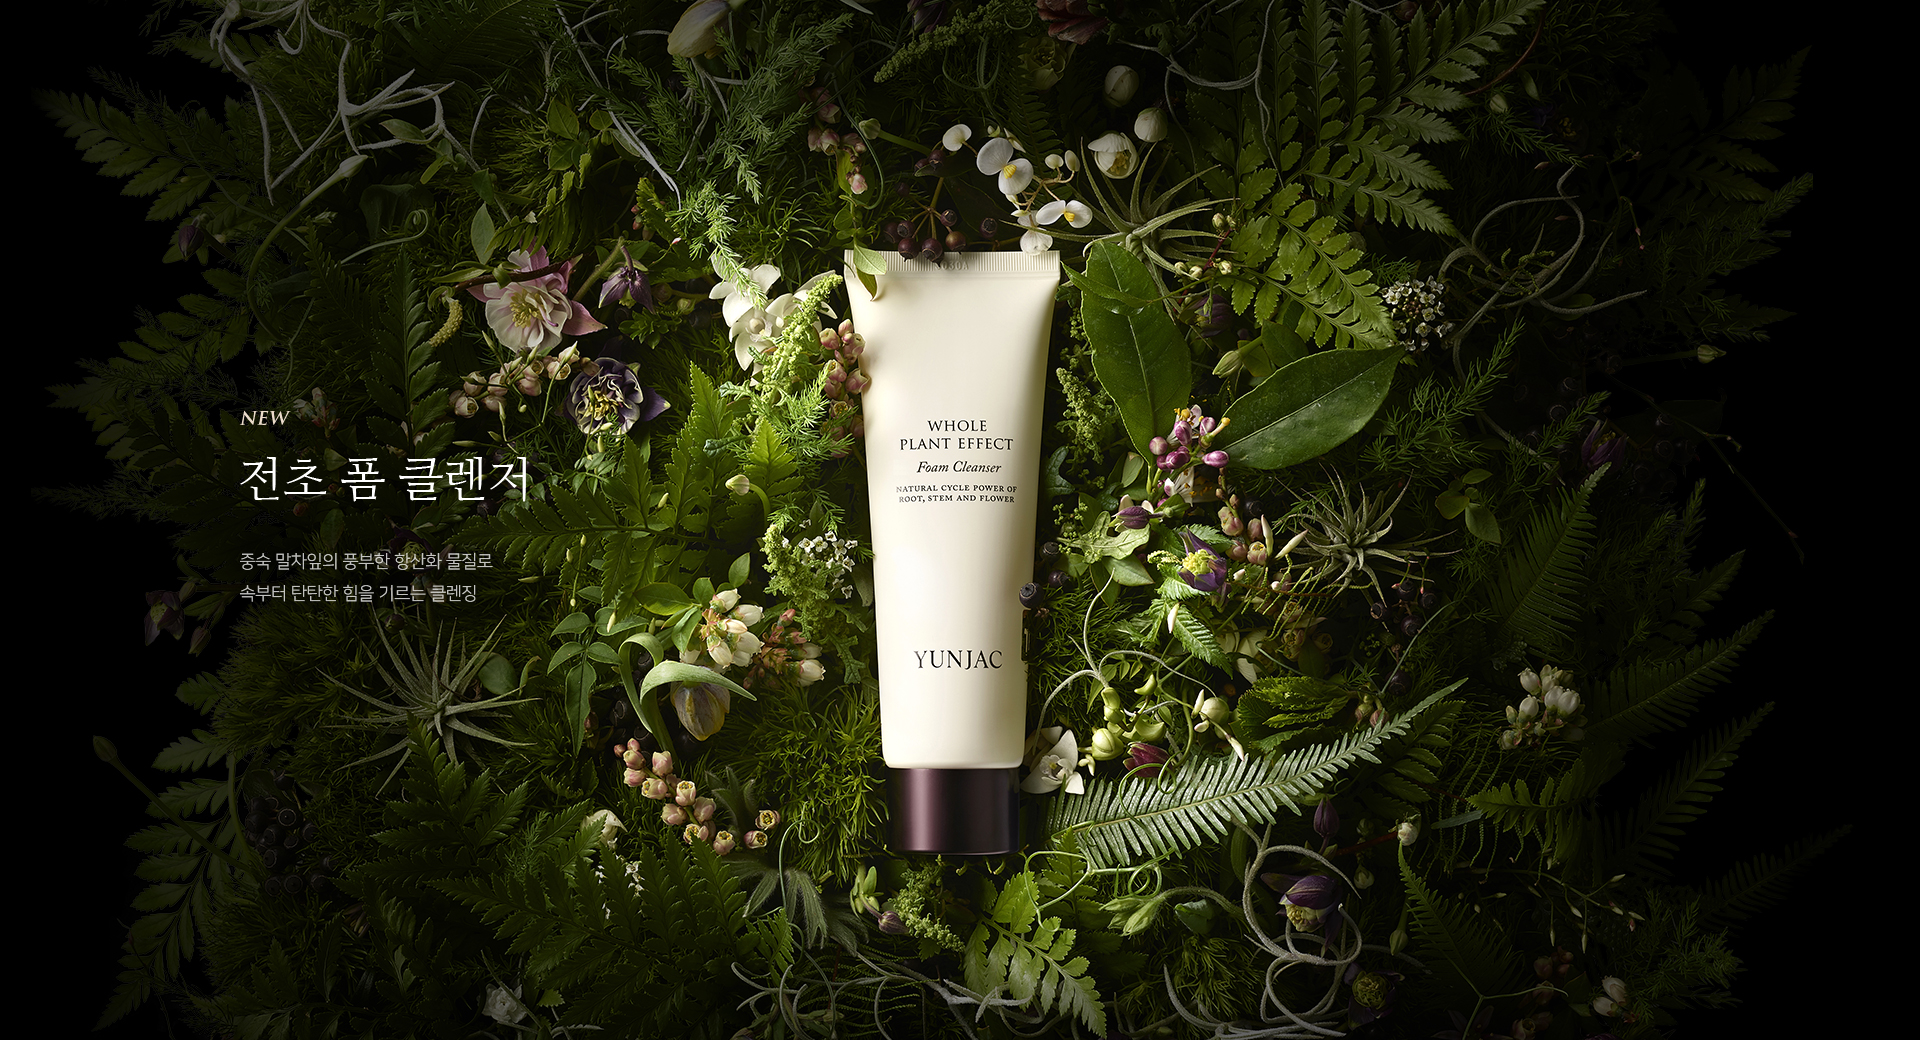 NEW
전초 폼 클렌저
중숙 말차잎의 풍부한 항산화 물질로
속부터 탄탄한 힘을 기르는 클렌징
WHOLE
PLANT EFFECT
Foam Cleanser
NATURAL CYCLE POWER OF
ROOT, STEM AND FLOWER
YUNJAC